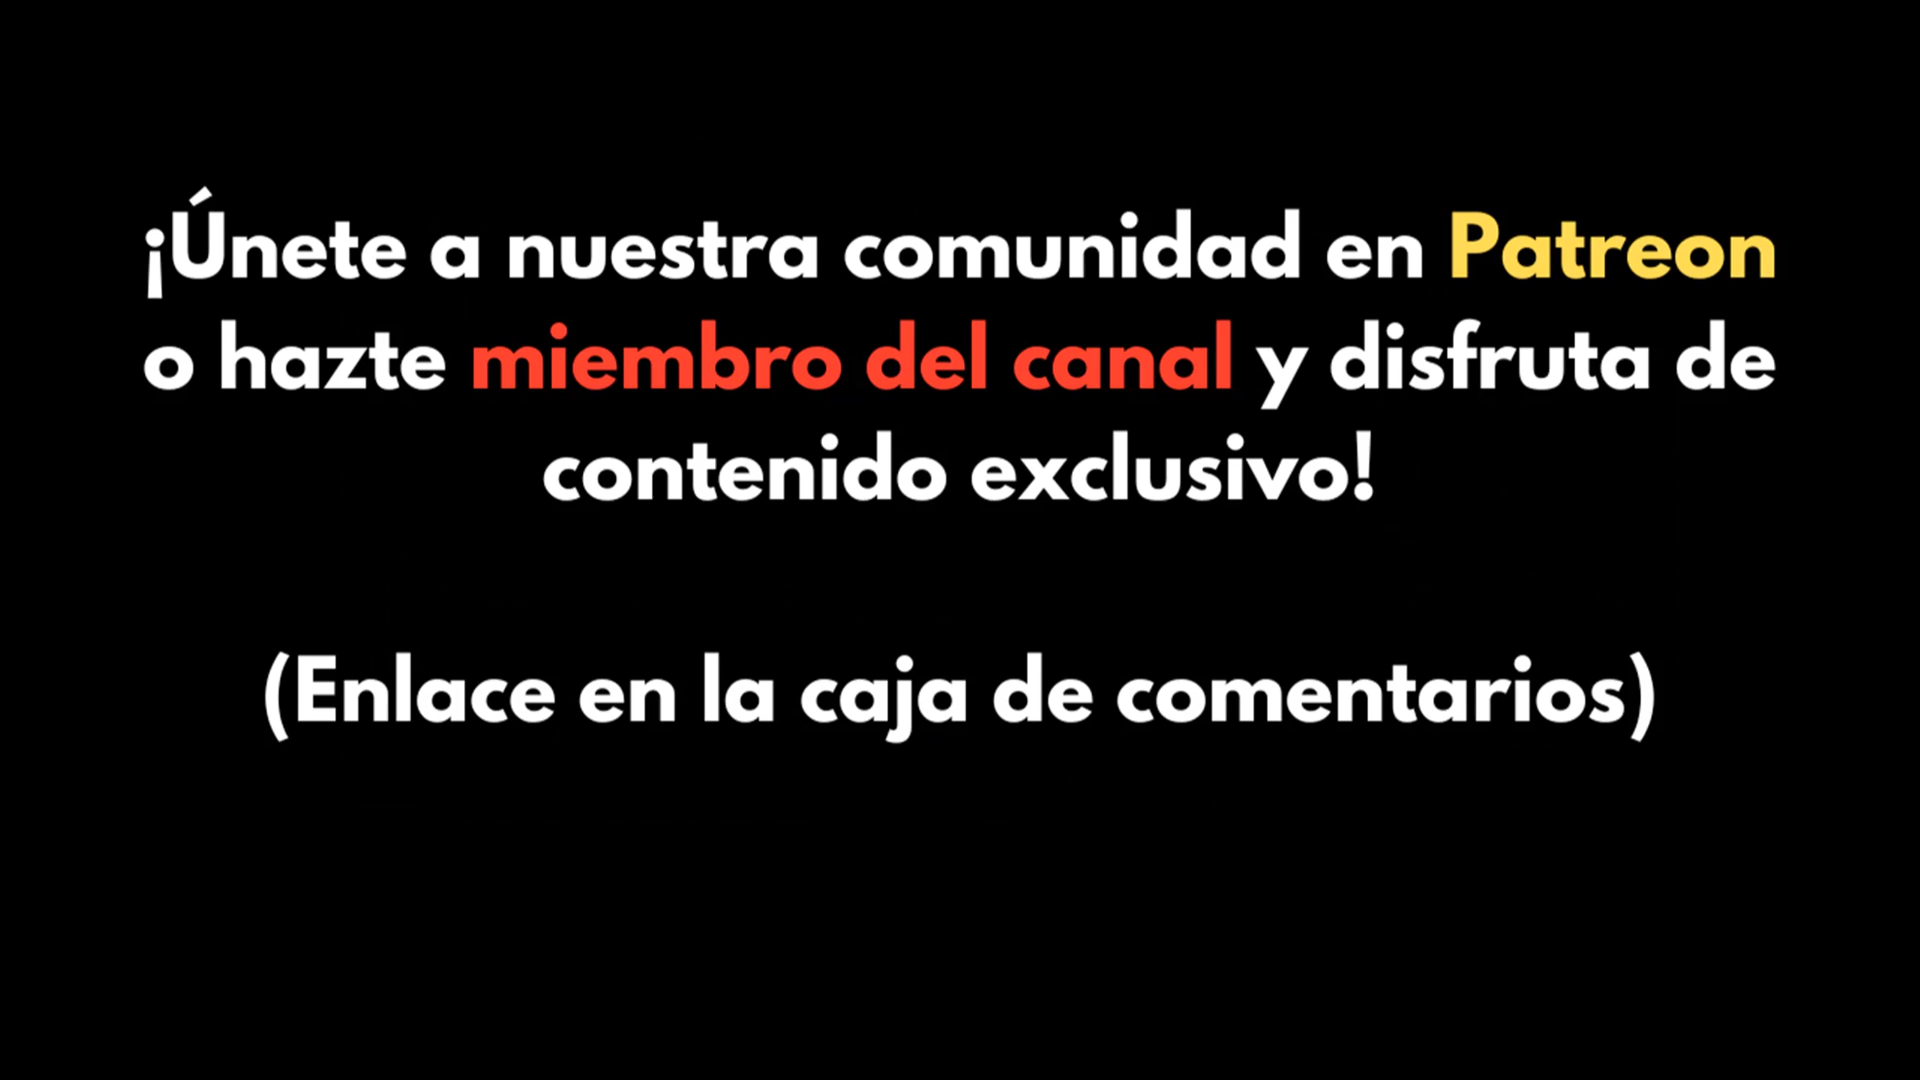 ¡Únete a nuestra comunidad en Patreon
o hazte miembro del canal y disfruta de
contenido exclusivo!
(Enlace en la caja de comentarios)